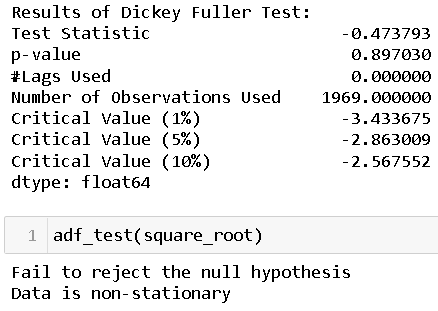 Results of Dickey Fuller Test:
Test Statistic -0.473793
p-value 0.897030
#Lags Used 0.000000
Number of Observations Used 1969.000000
Critical Value (1%) -3.433675
Critical Value (5%) -2.863009
Critical Value (10%) -2.567552
dtype: float64
1 adf_test(square_root)
Fail to reject the null hypothesis
Data is non-stationary